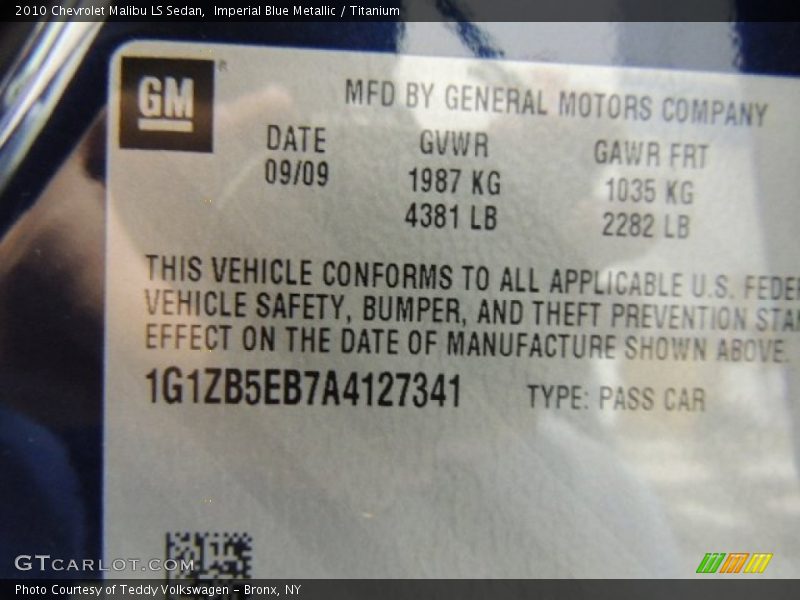 2010 Chevrolet Malibu LS Sedan,  Imperial Blue Metallic / Titanium
GM
MFD BY GENERAL MOTORS COMPANY
DATE GVWR GAWR FRT
09/09 1987 KG 1035 KG
4381 LB 2282 LB
THIS VEHICLE CONFORMS TO ALL APPLICABLE U.S. FEDE
VEHICLE SAFETY, BUMPER, AND THEFT PREVENTION STA
EFFECT ON THE DATE OF MANUFACTURE SHOWN ABOVE.
1G1ZB5EB7A4127341 TYPE: PASS CAR
GTCARLOT.COM
Photo Courtesy of Teddy Volkswagen – Bronx, NY